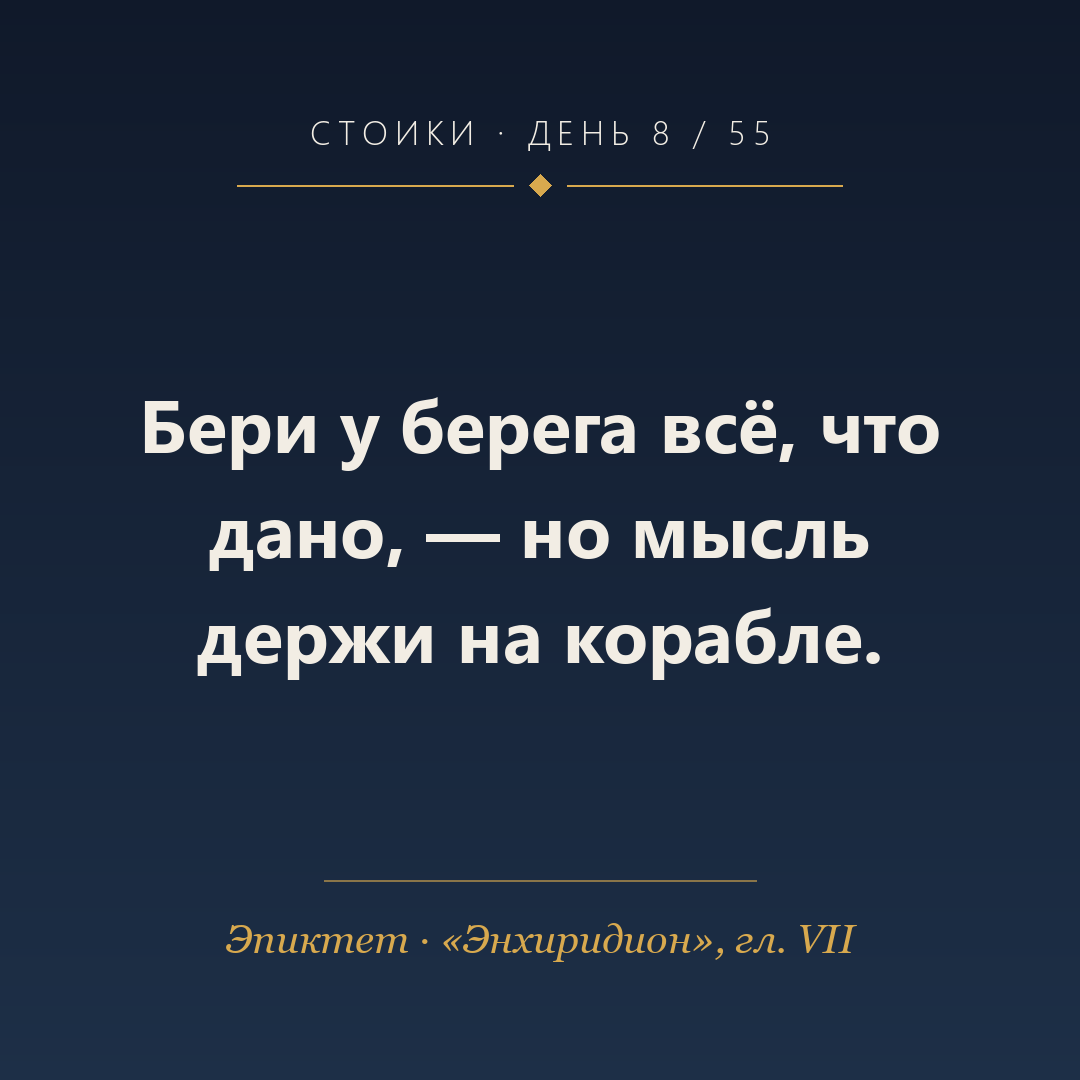 СТОИКИ · ДЕНЬ 8 / 55
Бери у берега всё, что
дано, — но мысль
держи на корабле.
Эпиктет · «Энхиридион», гл. VII